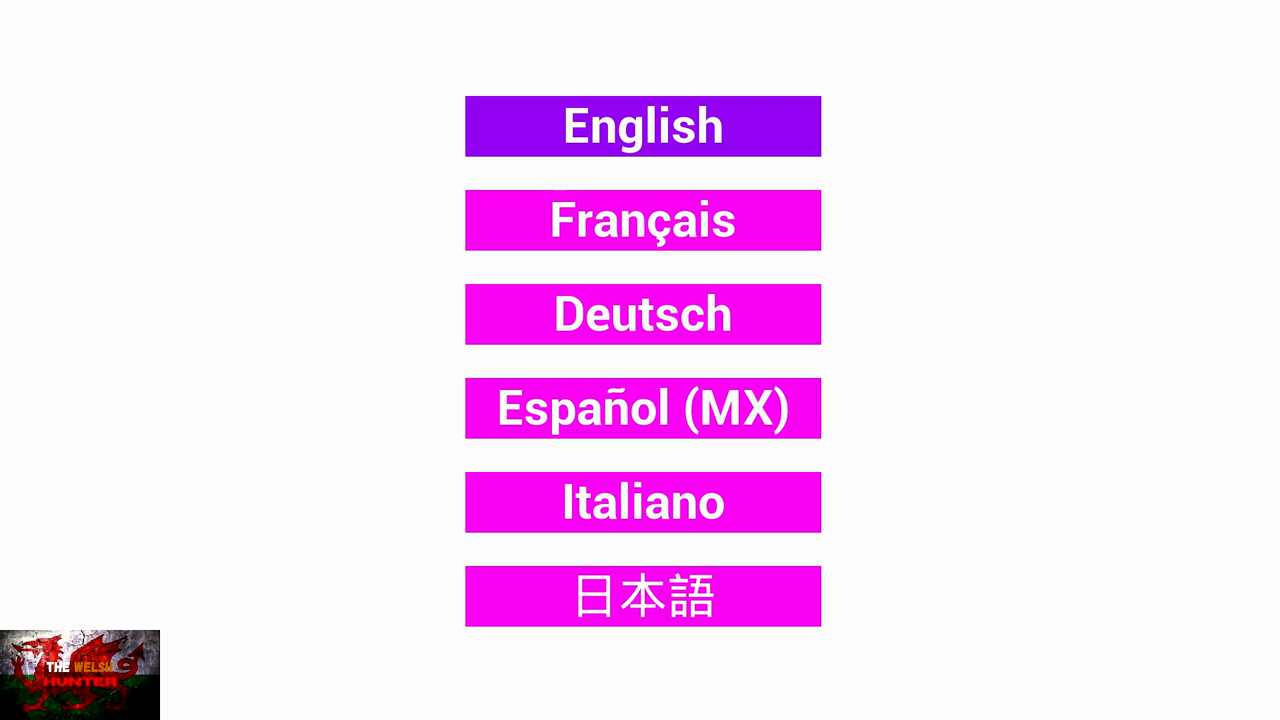 English
Français
Deutsch
Español (MX)
Italiano
日本語
THE WELSH
HUNTER